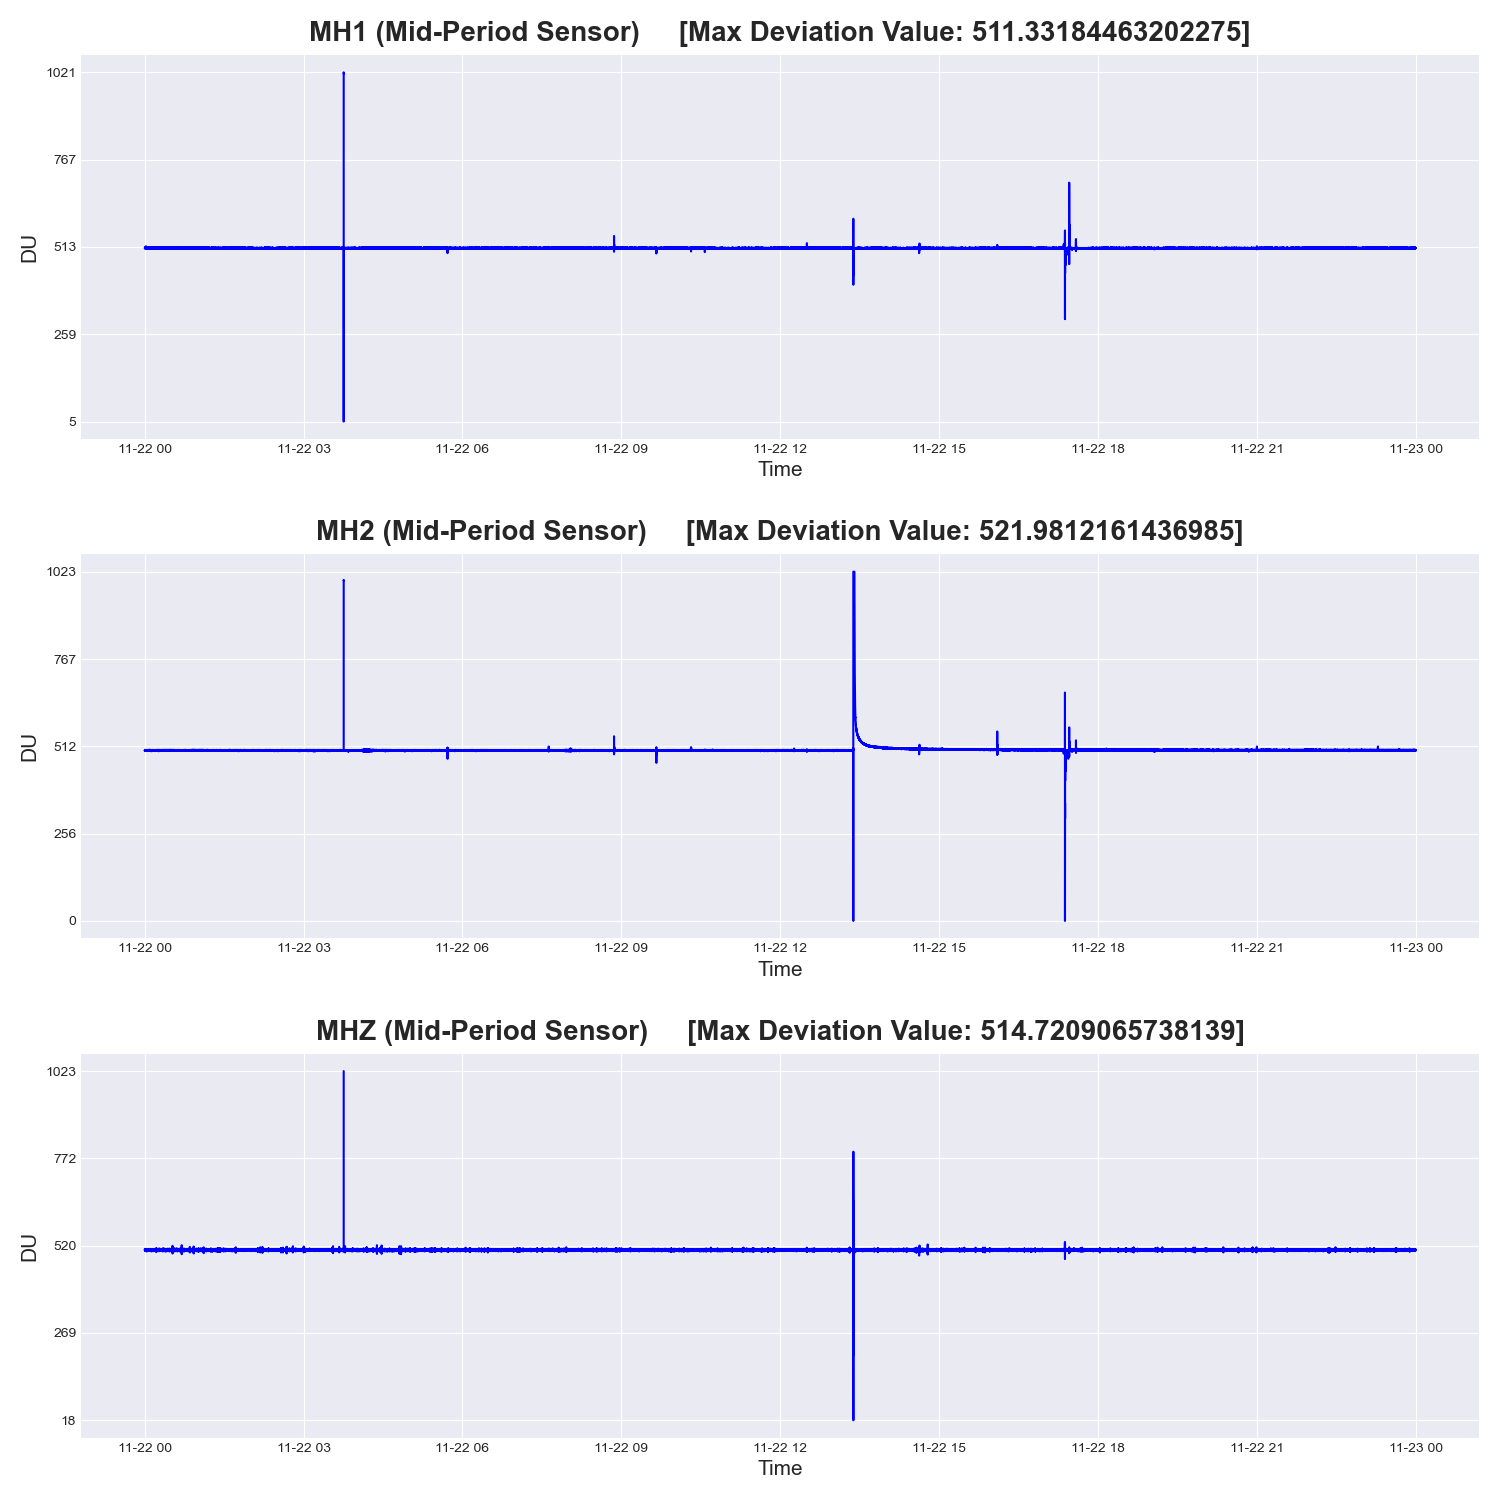 MH1 (Mid-Period Sensor) [Max Deviation Value: 511.33184463202275]
1021
767
513
259
5
DU
11-22 00 11-22 03 11-22 06 11-22 09 11-22 12 11-22 15 11-22 18 11-22 21 11-23 00
Time
MH2 (Mid-Period Sensor) [Max Deviation Value: 521.9812161436985]
1023
767
512
256
0
DU
11-22 00 11-22 03 11-22 06 11-22 09 11-22 12 11-22 15 11-22 18 11-22 21 11-23 00
Time
MHZ (Mid-Period Sensor) [Max Deviation Value: 514.7209065738139]
1023
772
520
269
18
DU
11-22 00 11-22 03 11-22 06 11-22 09 11-22 12 11-22 15 11-22 18 11-22 21 11-23 00
Time